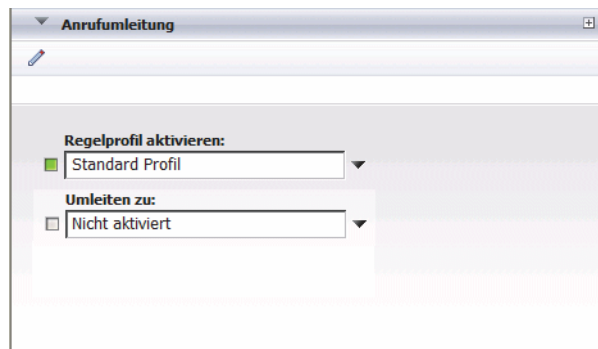 Anrufumleitung
Regelprofil aktivieren:
Standard Profil
Umleiten zu:
Nicht aktiviert